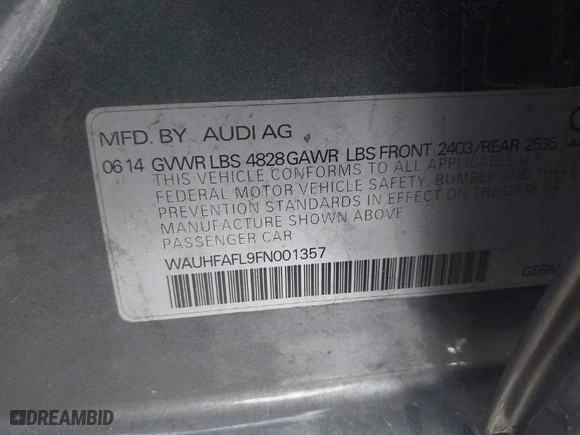 MFD. BY AUDI AG
0614 GVWR LBS 4828 GAWR LBS FRONT 2403/REAR 2535
THIS VEHICLE CONFORMS TO ALL APPLICABLE U.S.
FEDERAL MOTOR VEHICLE SAFETY, BUMPER AND THEFT
PREVENTION STANDARDS IN EFFECT ON THE DATE OF
MANUFACTURE SHOWN ABOVE
PASSENGER CAR
WAUHFAFL9FN001357
GERM
DREAMBID